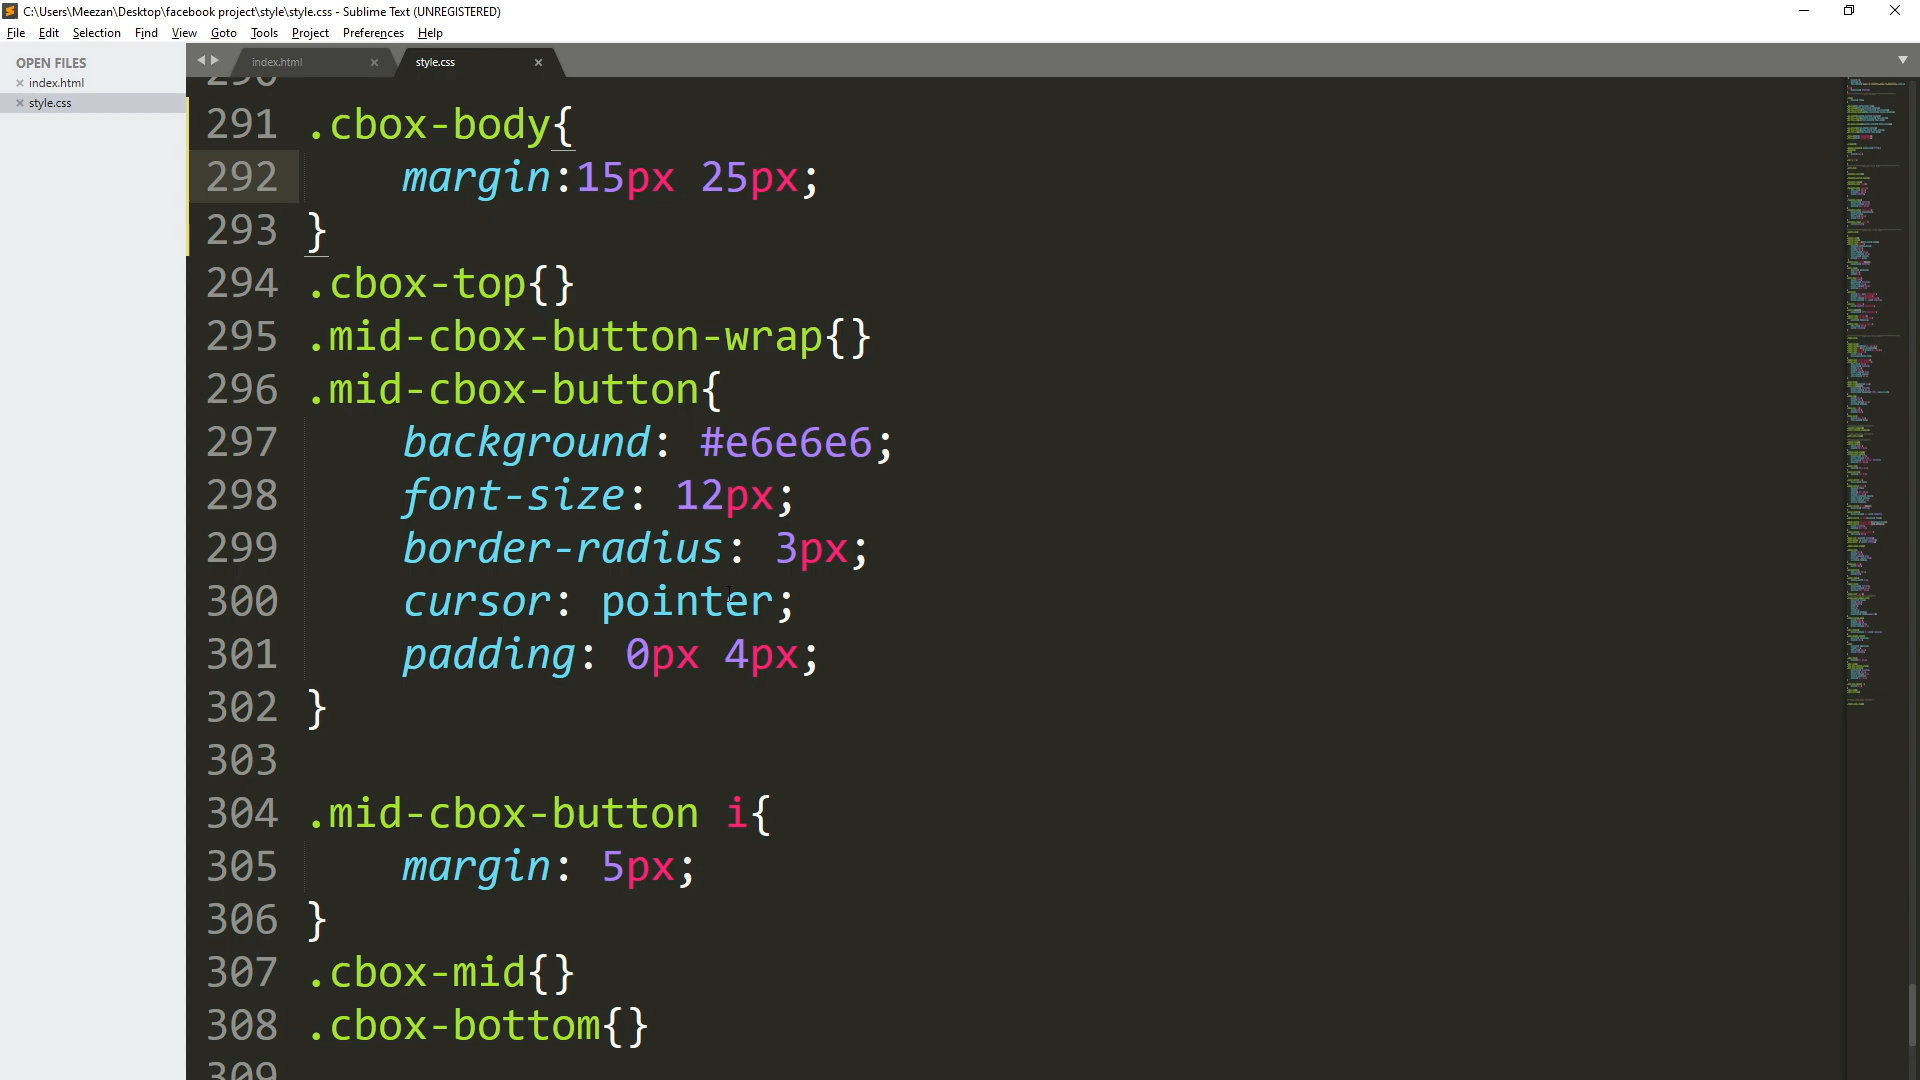 C:\Users\Meezan\Desktop\facebook project\style\style.css - Sublime Text (UNREGISTERED)
File Edit Selection Find View Goto Tools Project Preferences Help
OPEN FILES
index.html
style.css
index.html
style.css
290
291 .cbox-body{
292 margin:15px 25px;
293 }
294 .cbox-top{}
295 .mid-cbox-button-wrap{}
296 .mid-cbox-button{
297 background: #e6e6e6;
298 font-size: 12px;
299 border-radius: 3px;
300 cursor: pointer;
301 padding: 0px 4px;
302 }
303
304 .mid-cbox-button i{
305 margin: 5px;
306 }
307 .cbox-mid{}
308 .cbox-bottom{}
309